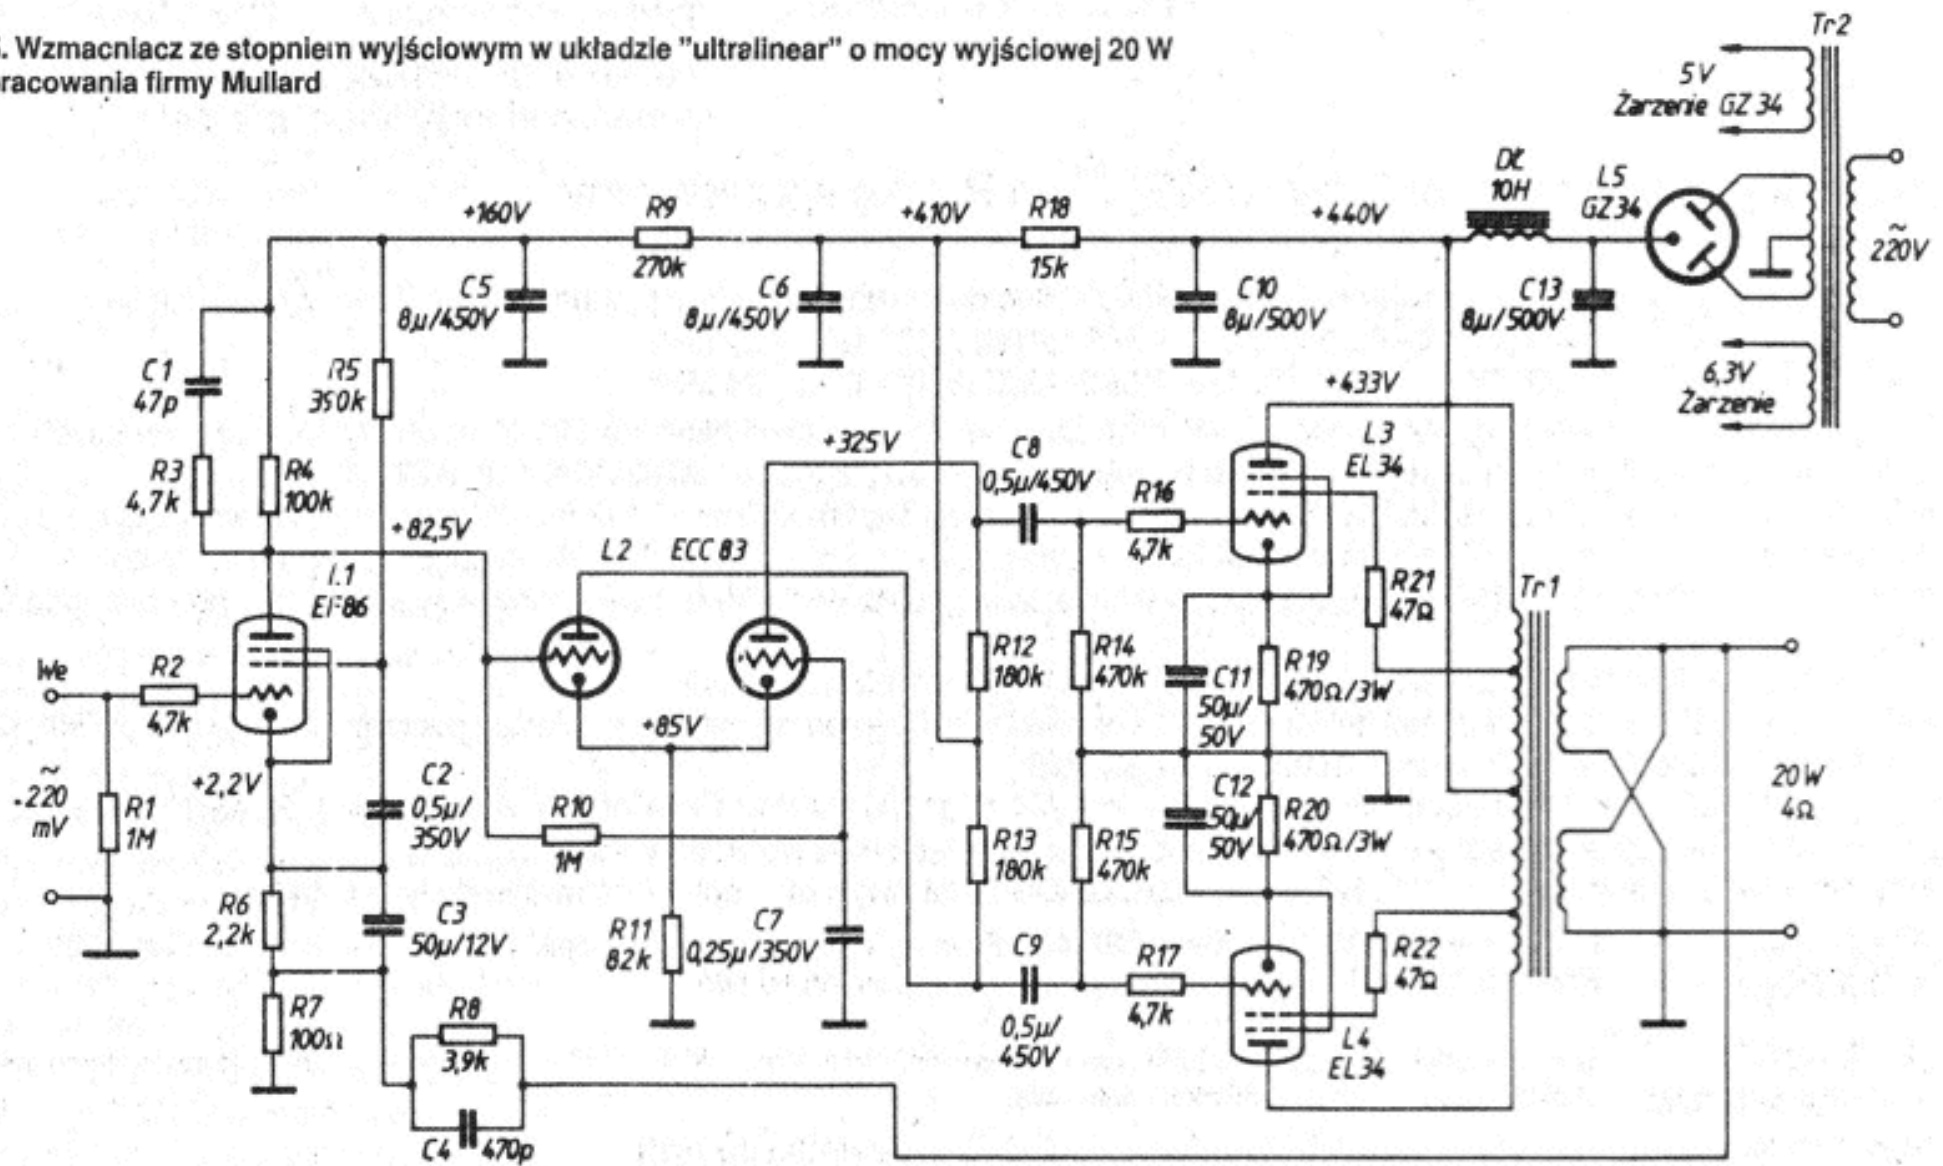 . Wzmacniacz ze stopniem wyjściowym w układzie "ultralinear" o mocy wyjściowej 20 W
racowania firmy Mullard
Tr2
5V
Żarzenie GZ 34
Dł
10H
L5
GZ34
~
220V
6,3V
Żarzenie
+160V
R9
270k
+410V
R18
15k
+440V
C5
8µ/450V
C6
8µ/450V
C10
8µ/500V
C13
8µ/500V
C1
47p
R5
390k
R3
4,7k
R4
100k
+82,5V
L1
EF86
L2 ECC 83
+325V
C8
0,5µ/450V
R16
4,7k
+433V
L3
EL34
R21
47Ω
Tr1
We
R2
4,7k
~
220
mV
R1
1M
+2,2V
C2
0,5µ/
350V
R10
1M
+85V
R12
180k
R14
470k
C11
50µ/
50V
R19
470Ω/3W
C12
50µ/
50V
R20
470Ω/3W
R13
180k
R15
470k
20W
4Ω
R6
2,2k
C3
50µ/12V
R11
82k
C7
0,25µ/350V
C9
0,5µ/
450V
R17
4,7k
R22
47Ω
L4
EL34
R7
100Ω
R8
3,9k
C4 470p